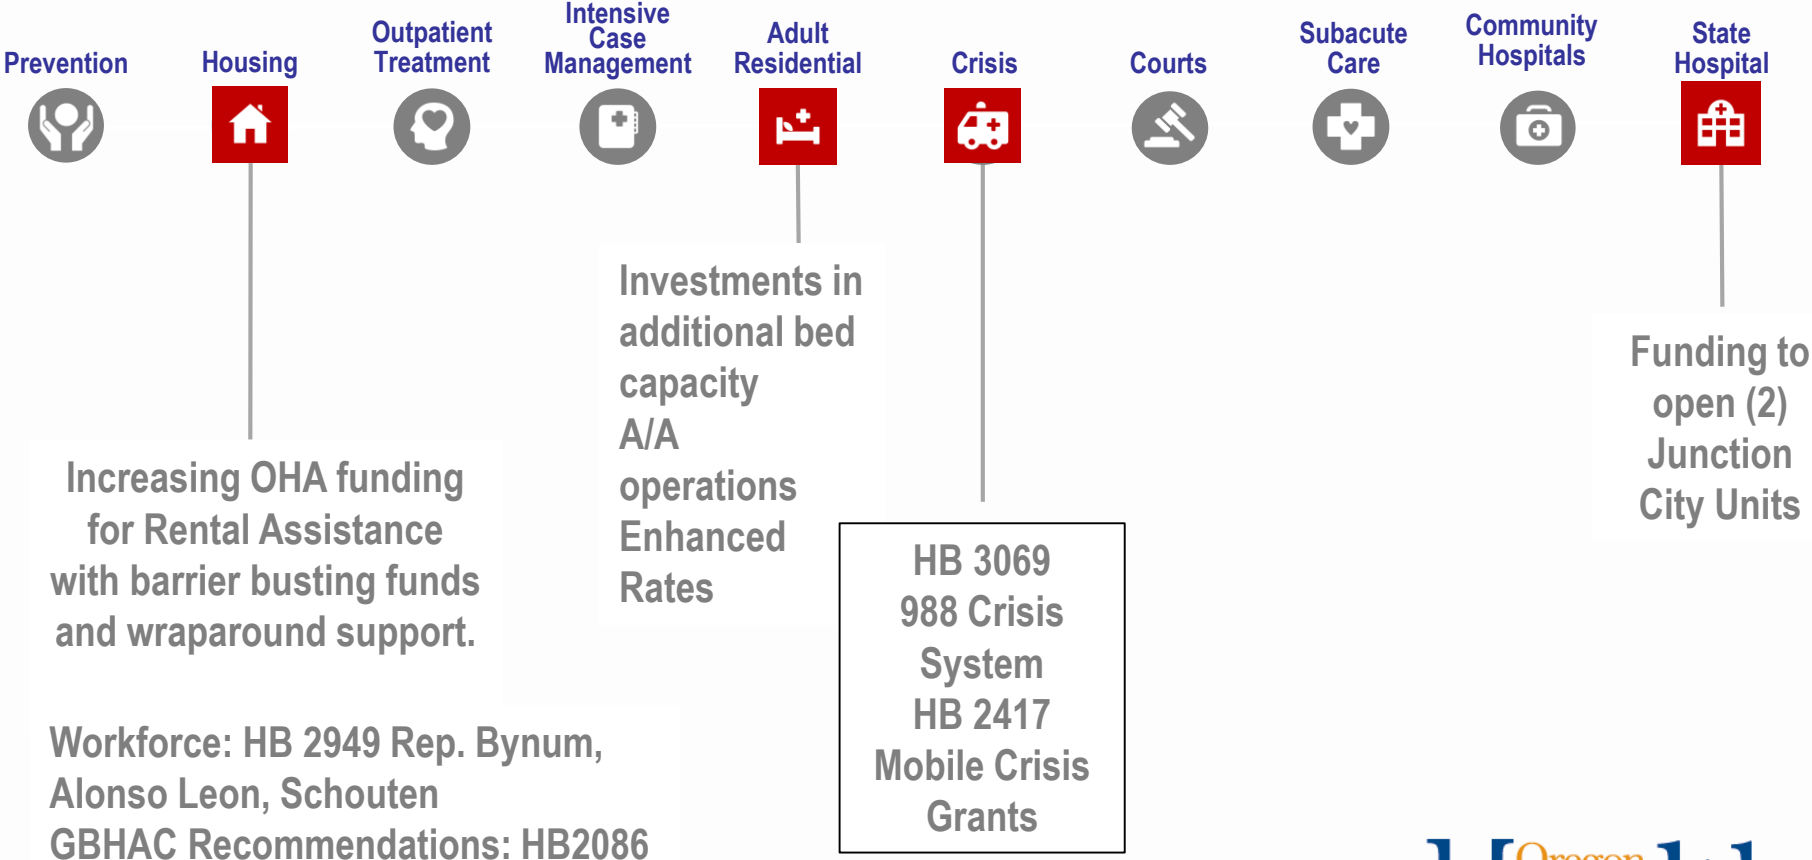 Prevention
Housing
Outpatient
Treatment
Intensive
Case
Management
Adult
Residential
Crisis
Courts
Subacute
Care
Community
Hospitals
State
Hospital
Increasing OHA funding
for Rental Assistance
with barrier busting funds
and wraparound support.
Workforce: HB 2949 Rep. Bynum,
Alonso Leon, Schouten
GBHAC Recommendations: HB2086
Investments in
additional bed
capacity
A/A
operations
Enhanced
Rates
HB 3069
988 Crisis
System
HB 2417
Mobile Crisis
Grants
Funding to
open (2)
Junction
City Units
Oregon